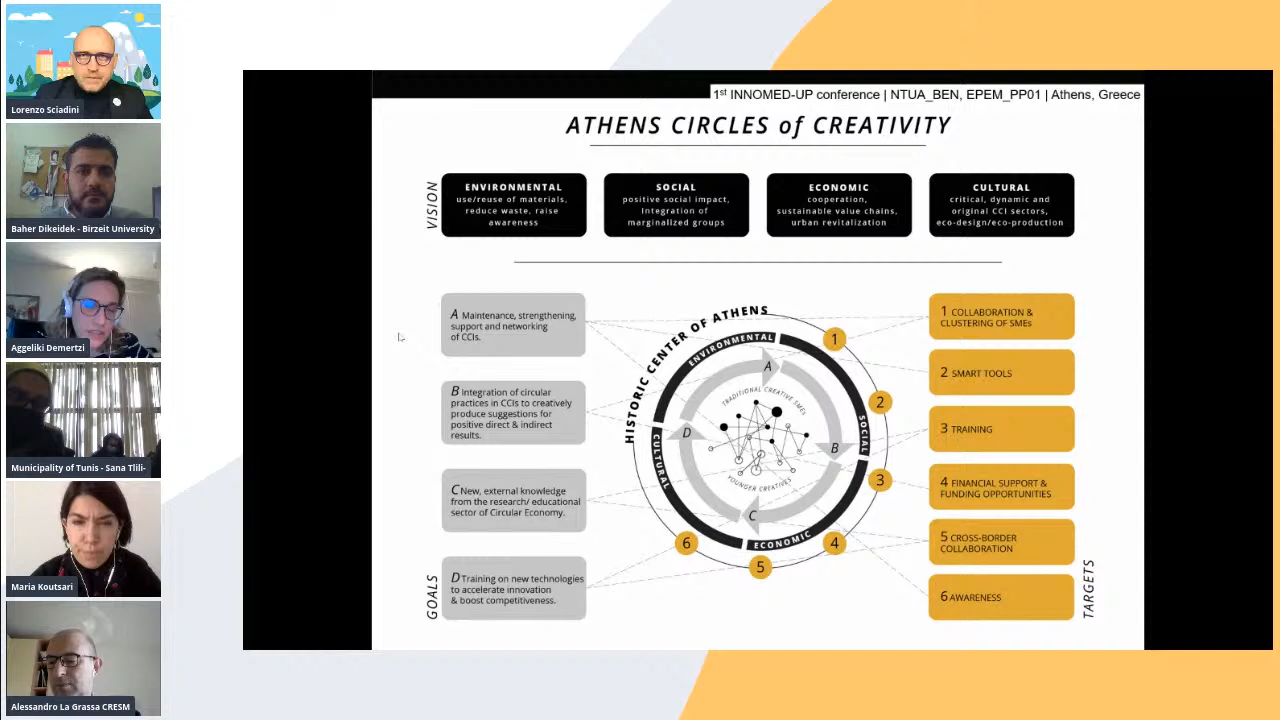 Lorenzo Sciadini
Baher Dikeidek - Birzeit University
Aggeliki Demertzi
Municipality of Tunis - Sana Tlili-
Maria Koutsari
Alessandro La Grassa CRESM
1st INNOMED-UP conference | NTUA_BEN, EPEM_PP01 | Athens, Greece
ATHENS CIRCLES of CREATIVITY
VISION
ENVIRONMENTAL
use/reuse of materials,
reduce waste, raise
awareness
SOCIAL
positive social impact,
Integration of
marginalized groups
ECONOMIC
cooperation,
sustainable value chains,
urban revitalization
CULTURAL
critical, dynamic and
original CCI sectors,
eco-design/eco-production
GOALS
A Maintenance, strengthening,
support and networking
of CCIs.
B Integration of circular
practices in CCIs to creatively
produce suggestions for
positive direct & indirect
results.
C New, external knowledge
from the research/ educational
sector of Circular Economy.
D Training on new technologies
to accelerate innovation
& boost competitiveness.
HISTORIC CENTER OF ATHENS
ENVIRONMENTAL
SOCIAL
ECONOMIC
CULTURAL
A
B
C
D
TRADITIONAL CREATIVE SMEs
YOUNGER CREATIVES
1
2
3
4
5
6
1 COLLABORATION &
CLUSTERING OF SMEs
2 SMART TOOLS
3 TRAINING
4 FINANCIAL SUPPORT &
FUNDING OPPORTUNITIES
5 CROSS-BORDER
COLLABORATION
6 AWARENESS
TARGETS